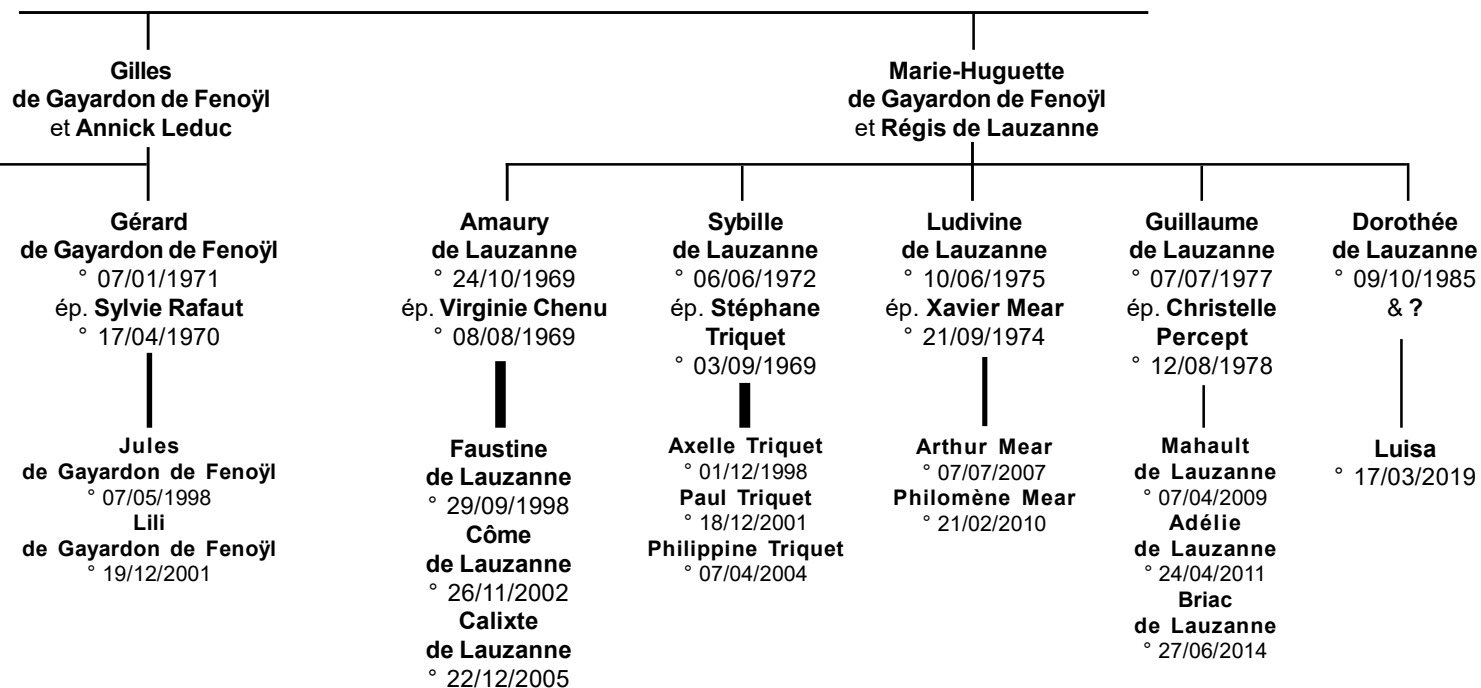 Gilles
de Gayardon de Fenoÿl
et Annick Leduc
Marie-Huguette
de Gayardon de Fenoÿl
et Régis de Lauzanne
Gérard
de Gayardon de Fenoÿl
° 07/01/1971
ép. Sylvie Rafaut
° 17/04/1970
Jules
de Gayardon de Fenoÿl
° 07/05/1998
Lili
de Gayardon de Fenoÿl
° 19/12/2001
Amaury
de Lauzanne
° 24/10/1969
ép. Virginie Chenu
° 08/08/1969
Faustine
de Lauzanne
° 29/09/1998
Côme
de Lauzanne
° 26/11/2002
Calixte
de Lauzanne
° 22/12/2005
Sybille
de Lauzanne
° 06/06/1972
ép. Stéphane
Triquet
° 03/09/1969
Axelle Triquet
° 01/12/1998
Paul Triquet
° 18/12/2001
Philippine Triquet
° 07/04/2004
Ludivine
de Lauzanne
° 10/06/1975
ép. Xavier Mear
° 21/09/1974
Arthur Mear
° 07/07/2007
Philomène Mear
° 21/02/2010
Guillaume
de Lauzanne
° 07/07/1977
ép. Christelle
Percept
° 12/08/1978
Mahault
de Lauzanne
° 07/04/2009
Adélie
de Lauzanne
° 24/04/2011
Briac
de Lauzanne
° 27/06/2014
Dorothée
de Lauzanne
° 09/10/1985
& ?
Luisa
° 17/03/2019